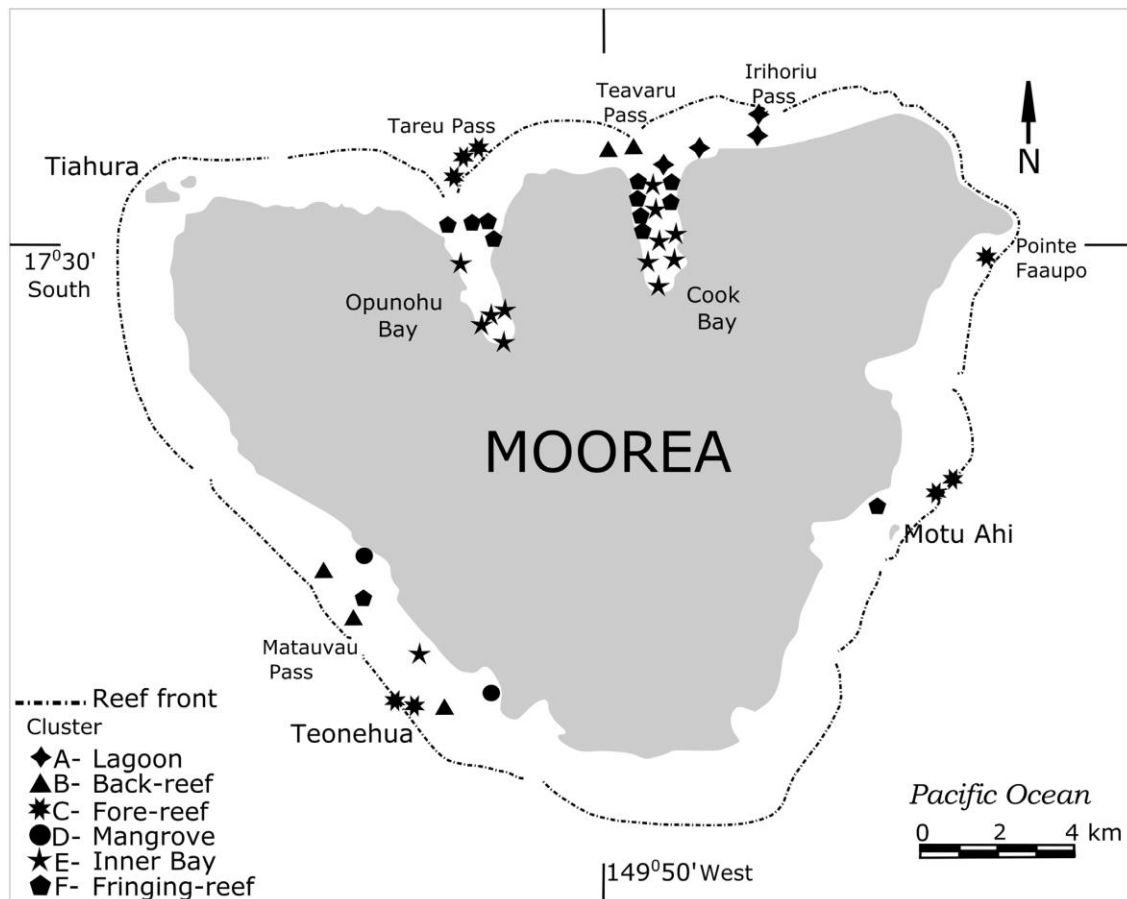 Irihoriu
Pass
Teavaru
Pass
Tareu Pass
Tiahura
N
17⁰30'
South
Pointe
Faaupo
Opunohu
Bay
Cook
Bay
MOOREA
Motu Ahi
Matauvau
Pass
Teonehua
Reef front
Cluster
A- Lagoon
B- Back-reef
C- Fore-reef
D- Mangrove
E- Inner Bay
F- Fringing-reef
Pacific Ocean
0 2 4 km
149⁰50' West